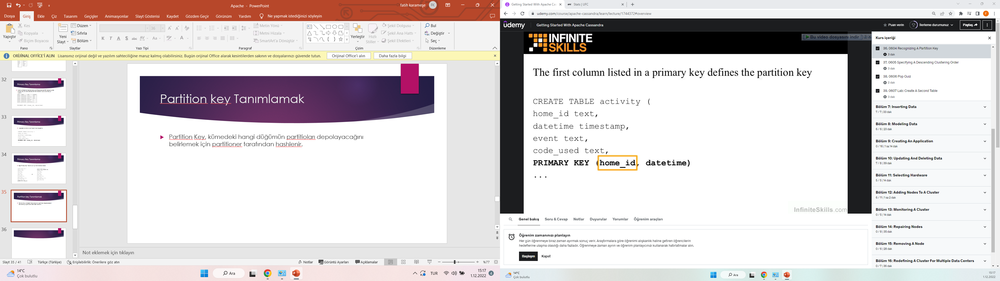 Apache - PowerPoint
fatih karameşe
FK
Dosya
Giriş
Ekle
Çiz
Tasarım
Geçişler
Animasyonlar
Slayt Gösterisi
Kaydet
Gözden Geçir
Görünüm
Yardım
Ne yapmak istediğinizi söyleyin
Yapıştır
Kes
Kopyala
Biçim Boyacısı
Pano
Yeni
Slayt
Düzen
Sıfırla
Bölüm
Slaytlar
36
Yazı Tipi
Metin Yönü
Metni Hizala
SmartArt'a Dönüştür
Paragraf
Yerleştir
Hızlı
Stiller
Şekil Dolgusu
Şekil Ana Hattı
Şekil Efektleri
Çizim
Bul
Değiştir
Seç
Düzenleme
ORİJİNAL OFFİCE'İ ALIN Lisansınız orijinal değil ve yazılım sahteciliğine maruz kalmış olabilirsiniz. Bugün orijinal Office alarak kesintilerden sakının ve dosyalarınızı güvende tutun.
Orijinal Office'i alın
Daha fazla bilgi
32
Primary Key Tanımlama
PRIMARY KEY (home_id, datetime)
33
Primary Key Tanımlama
34
Primary Key Tanımlama
35
Partition key Tanımlamak
36
Partition key Tanımlamak
Partition Key, kümedeki hangi düğümün partitioları depolayacağını
belirlemek için partitioner tarafından hashlenir.
Not eklemek için tıklayın
Slayt 35 / 41
Türkçe (Türkiye)
Erişilebilirlik: Önerilere göz atın
Notlar
Görüntü Ayarları
Açıklamalar
%77
14°C
Çok bulutlu
Ara
TUR
15:17
1.12.2022
4
Getting Started With Apache Cas
Stats | UFC
udemy.com/course/apache-cassandra/learn/lecture/1744372#overview
F
udemy
Getting Started With Apache Cassandra
Puan verin
İlerleme durumunuz
Paylaş
INFINITE
SKILLS
Bu video dosyasını indir
The first column listed in a primary key defines the partition key
CREATE TABLE activity (
home_id text,
datetime timestamp,
event text,
code_used text,
PRIMARY KEY (home_id, datetime)
...
InfiniteSkills.com
Genel bakış
Soru & Cevap
Notlar
Duyurular
Yorumlar
Öğrenim araçları
Öğrenim zamanınızı planlayın
Her gün öğrenmeye biraz zaman ayırmak sonuç verir. Araştırmalara göre öğrenimi alışkanlık haline getiren öğrencilerin
hedeflerine ulaşma olasılığı daha fazladır. Öğrenmeye zaman ayırın ve öğrenim planlayıcınızı kullanarak hatırlatmalar alın.
Başlayın
Kapat
Kurs içeriği
36. 0604 Recognizing A Partition Key
3 dak
37. 0605 Specifying A Descending Clustering Order
3 dak
38. 0606 Pop Quiz
2 dak
39. 0607 Lab: Create A Second Table
3 dak
Bölüm 7: Inserting Data
7 / 7 | 33 dak
Bölüm 8: Modeling Data
6 / 6 | 23 dak
Bölüm 9: Creating An Application
0 / 16 | 1 sa 14 dak
Bölüm 10: Updating And Deleting Data
7 / 8 | 39 dak
Bölüm 11: Selecting Hardware
5 / 5 | 14 dak
Bölüm 12: Adding Nodes To A Cluster
6 / 11 | 1 sa 2 dak
Bölüm 13: Monitoring A Cluster
0 / 5 | 14 dak
Bölüm 14: Repairing Nodes
0 / 8 | 35 dak
Bölüm 15: Removing A Node
0 / 6 | 28 dak
Bölüm 16: Redefining A Cluster For Multiple Data Centers
0 / 7 | 36 dak
14°C
Çok bulutlu
Ara
15:17
1.12.2022